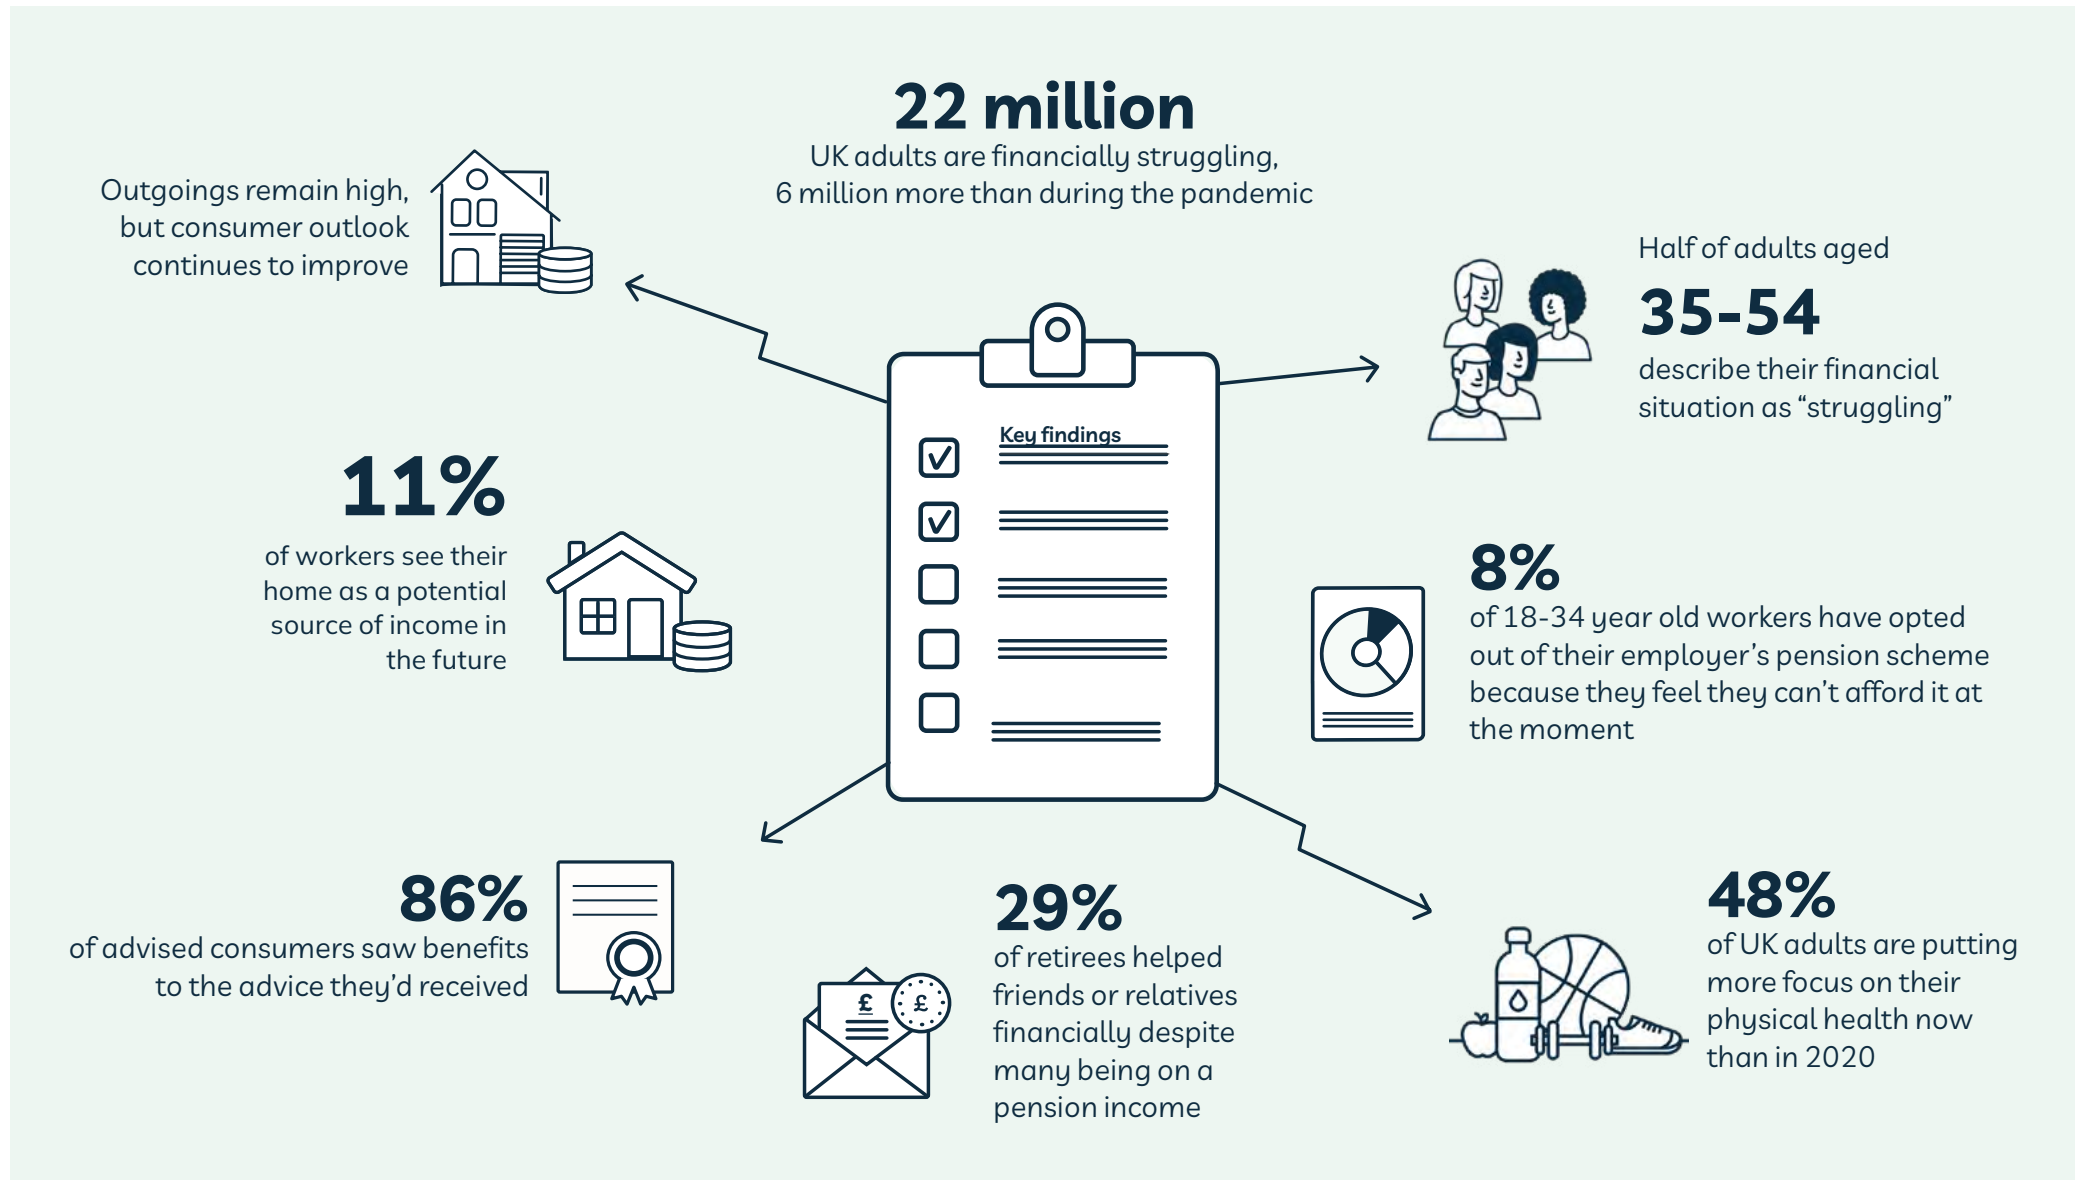 22 million
UK adults are financially struggling,
6 million more than during the pandemic
Outgoings remain high,
but consumer outlook
continues to improve
Half of adults aged
35-54
describe their financial
situation as “struggling”
Key findings
11%
of workers see their
home as a potential
source of income in
the future
8%
of 18-34 year old workers have opted
out of their employer’s pension scheme
because they feel they can’t afford it at
the moment
86%
of advised consumers saw benefits
to the advice they’d received
£
£
29%
of retirees helped
friends or relatives
financially despite
many being on a
pension income
48%
of UK adults are putting
more focus on their
physical health now
than in 2020